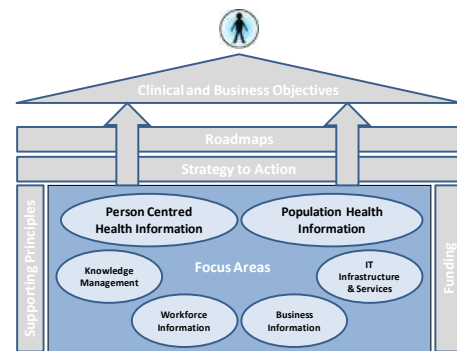 Clinical and Business Objectives
Roadmaps
Strategy to Action
Supporting Principles
Person Centred
Health Information
Population Health
Information
Focus Areas
Knowledge
Management
IT
Infrastructure
& Services
Workforce
Information
Business
Information
Funding